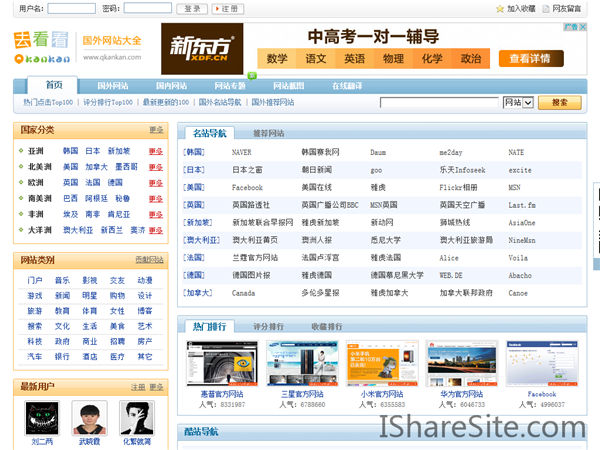 用户名: 密码: 登录 注册 加入收藏 网友留言
去看看 Qkankan 国外网站大全 www.qkankan.com
新东方 XDF.CN 中高考一对一辅导 广告
数学 语文 英语 物理 化学 政治 查看详情
首页 国外网站 国内网站 网站专题 网站截图 在线翻译
热门点击Top100 | 评分排行Top100 | 最新更新的100 | 国外名站导航 | 国外推荐网站 网站 搜索
国家分类 更多
亚洲 韩国 日本 新加坡 更多
北美洲 美国 加拿大 墨西哥 更多
欧洲 英国 法国 德国 更多
南美洲 巴西 阿根廷 秘鲁 更多
非洲 埃及 南非 肯尼亚 更多
大洋洲 澳大利亚 新西兰 斐济 更多
网站类别 贡献网站
门户 音乐 影视 交友 动漫
游戏 新闻 明星 购物 设计
旅游 教育 体育 女性 博客
搜索 文化 生活 美食 艺术
科技 政府 商业 招聘 房产
汽车 银行 酒店 医疗 其它
最新用户 注册 更多
刘二两 武晓霞 化繁就简
名站导航 推荐网站
[韩国] NAVER 韩国赛我网 Daum me2day NATE
[日本] 日本之窗 朝日新闻 goo 乐天Infoseek excite
[美国] Facebook 美国在线 雅虎 Flickr相册 MSN
[英国] 英国路透社 英国广播公司BBC MSN英国 英国天空广播 Last.fm
[新加坡] 新加坡联合早报网 雅虎新加坡 新动网 狮城热线 AsiaOne
[澳大利亚] 澳大利亚黄页 澳洲人报 悉尼大学 澳大利亚旅游局 NineMsn
[法国] 兰蔻官方网站 法国卢浮宫 雅虎法国 Alice Voila
[德国] 德国图片报 雅虎德国 德国慕尼黑大学 WEB.DE Abacho
[加拿大] Canada 多伦多星报 雅虎加拿大 加拿大联邦政府 Canoe
热门排行 评分排行 收藏排行
惠普官方网站 三星官方网站 小米官方网站 华为官方网站 Facebook
人气: 8331987 人气: 6788660 人气: 6355583 人气: 6046733 人气: 4998037
酷站导航
IShareSite.com